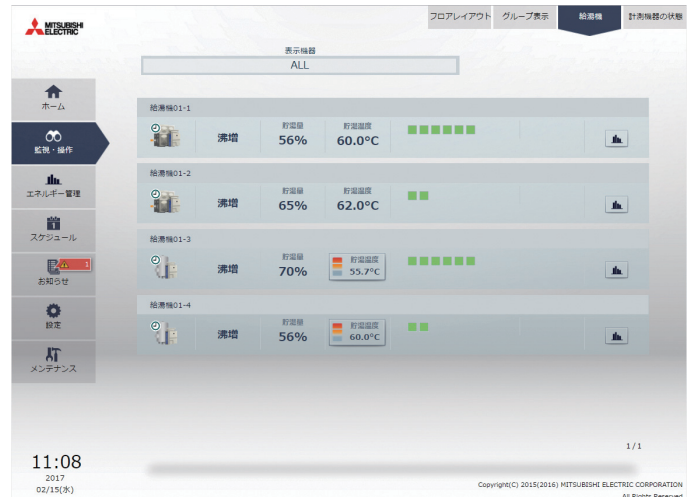 MITSUBISHI
ELECTRIC
フロアレイアウト グループ表示 給湯機 計測機器の状態
表示機器
ALL
ホーム
監視・操作
エネルギー管理
スケジュール
1
お知らせ
設定
メンテナンス
給湯機01-1
沸増 貯湯量 56% 貯湯温度 60.0°C
給湯機01-2
沸増 貯湯量 65% 貯湯温度 62.0°C
給湯機01-3
沸増 貯湯量 70% 貯湯温度 55.7°C
給湯機01-4
沸増 貯湯量 56% 貯湯温度 60.0°C
1/1
11:08
2017
02/15(水)
Copyright(C) 2015(2016) MITSUBISHI ELECTRIC CORPORATION
All Rights Reserved